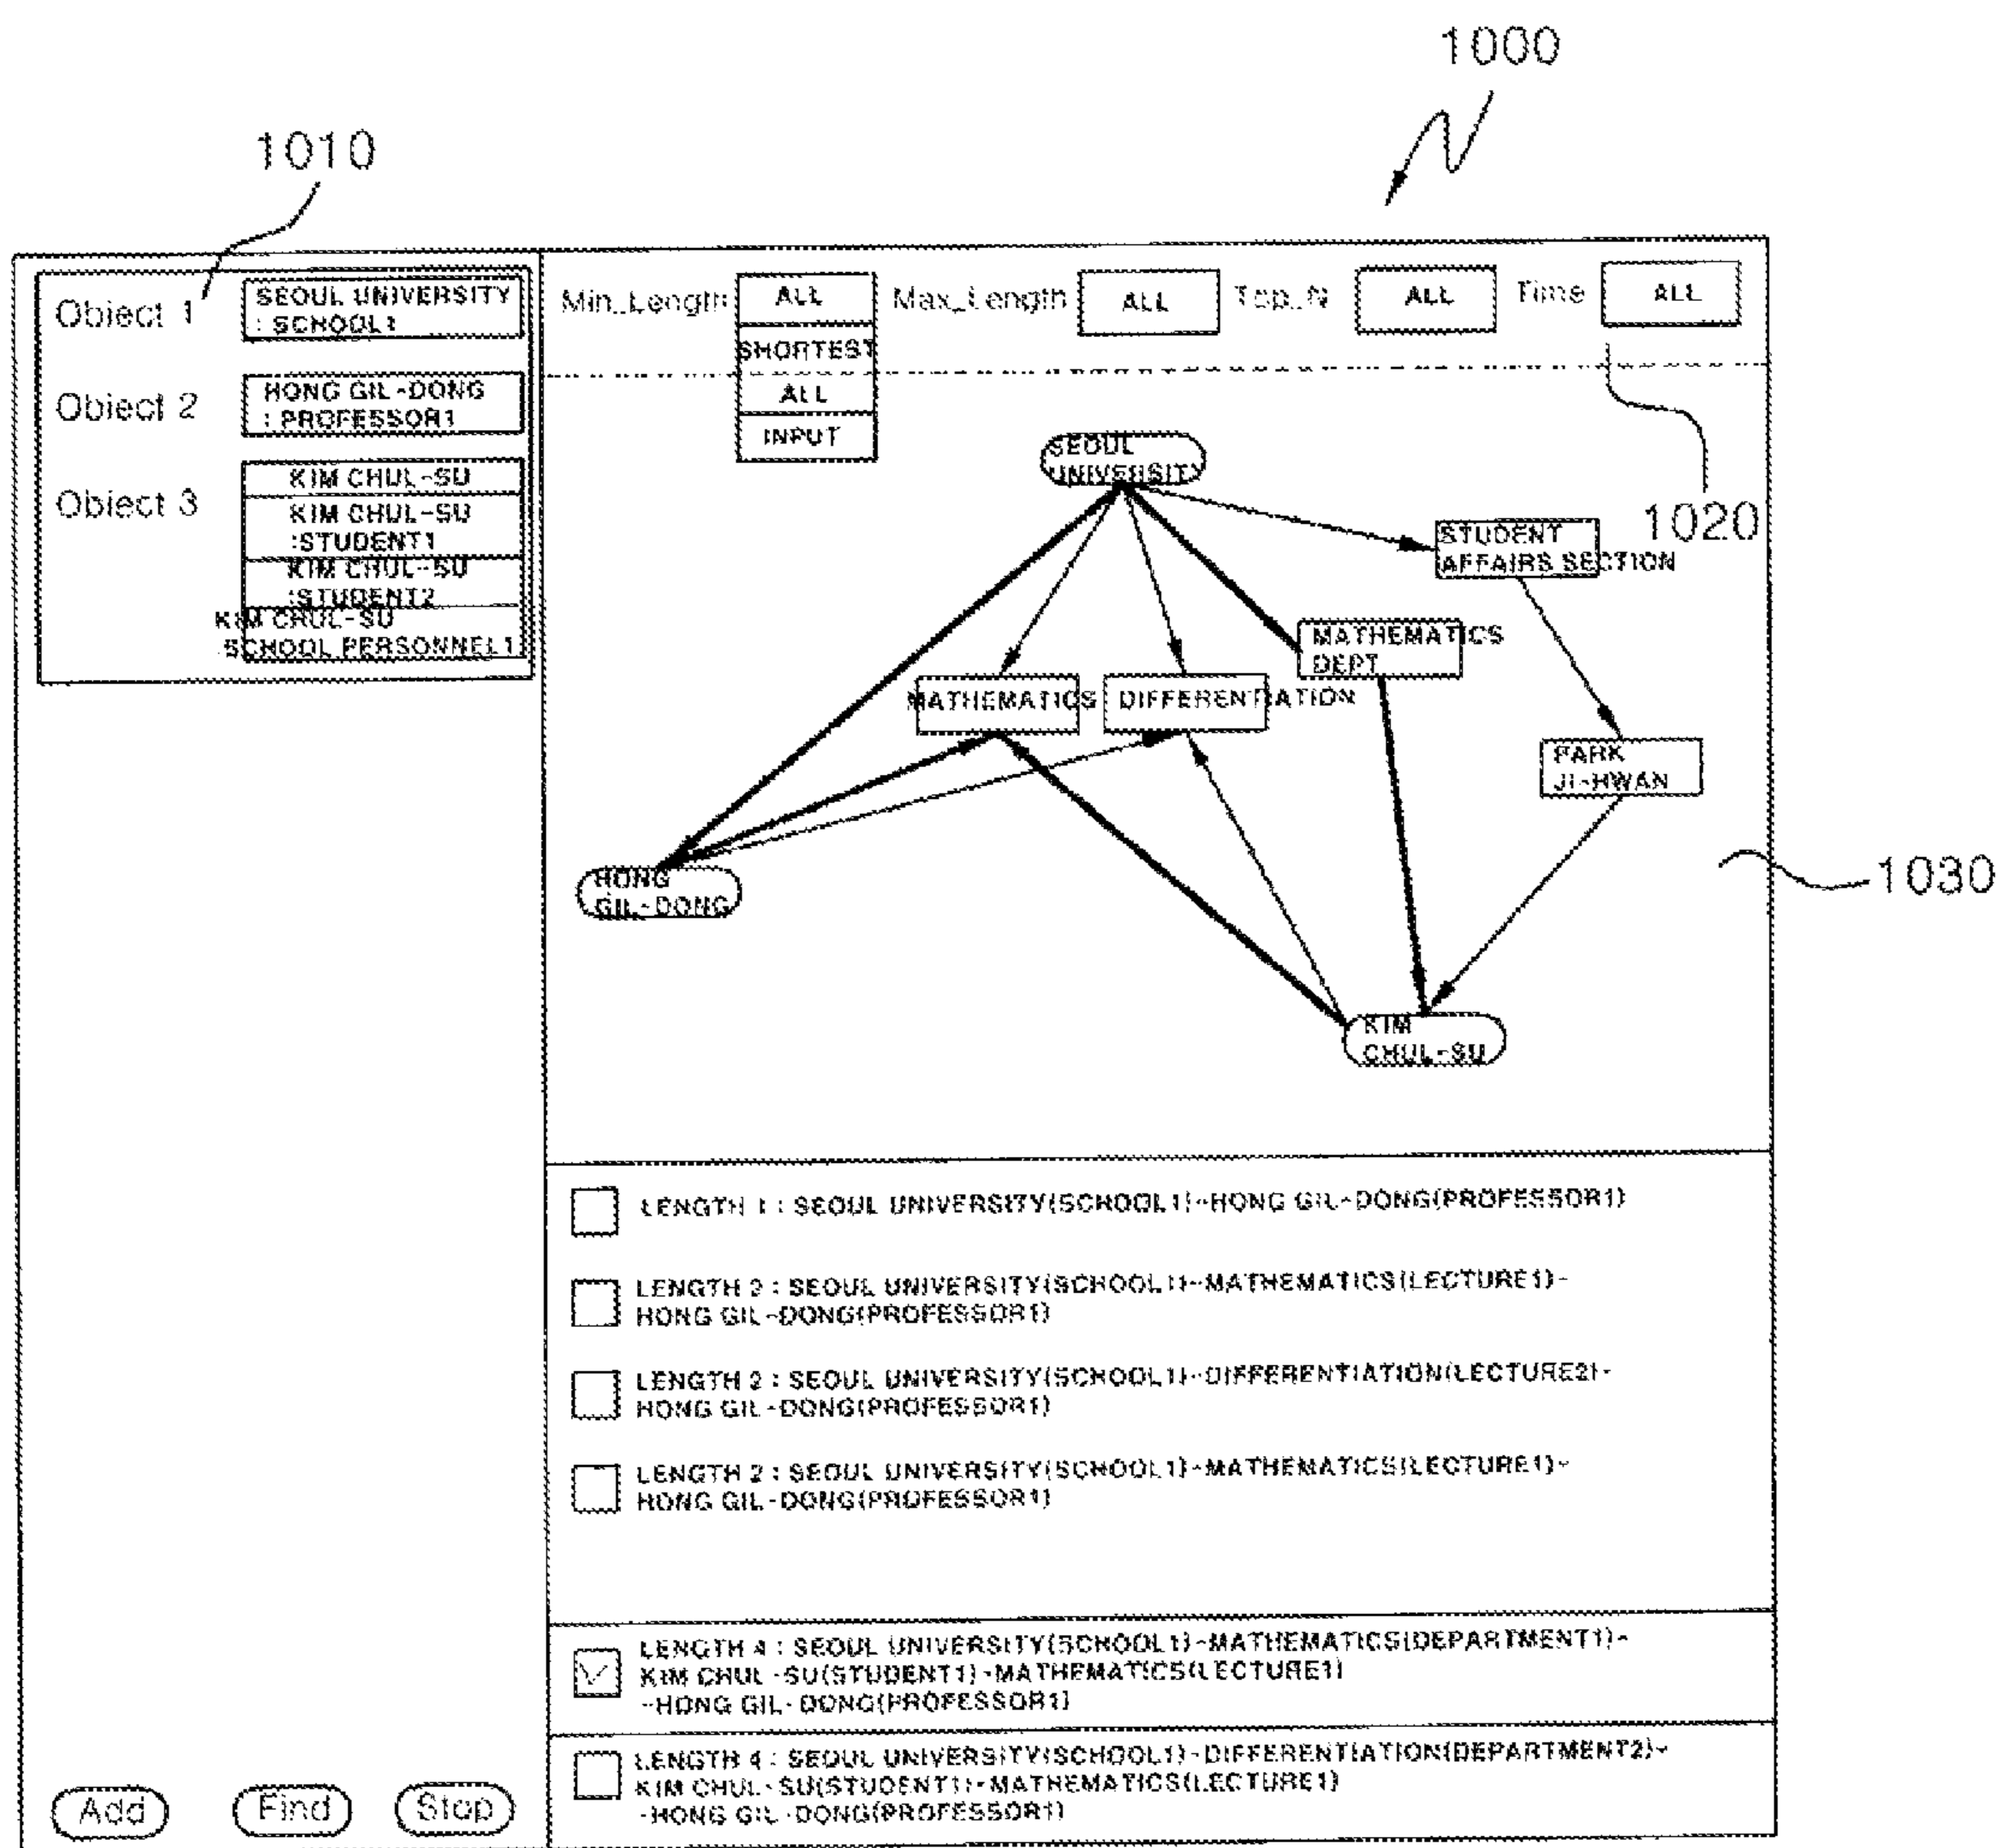 1000
1010
Object 1
SEOUL UNIVERSITY
: SCHOOL1
Object 2
HONG GIL-DONG
: PROFESSOR1
Object 3
KIM CHUL-SU
KIM CHUL-SU
:STUDENT1
KIM CHUL-SU
:STUDENT2
KIM CHUL-SU
SCHOOL PERSONNEL1
Min_Length
ALL
SHORTEST
ALL
INPUT
Max_Length
ALL
Top_N
ALL
Time
ALL
1020
SEOUL
UNIVERSITY
STUDENT
AFFAIRS SECTION
MATHEMATICS
DEPT
MATHEMATICS
DIFFERENTIATION
PARK
JI-HWAN
1030
HONG
GIL-DONG
KIM
CHUL-SU
LENGTH 1 : SEOUL UNIVERSITY(SCHOOL1)-HONG GIL-DONG(PROFESSOR1)
LENGTH 2 : SEOUL UNIVERSITY(SCHOOL1)-MATHEMATICS(LECTURE1)-
HONG GIL-DONG(PROFESSOR1)
LENGTH 2 : SEOUL UNIVERSITY(SCHOOL1)-DIFFERENTIATION(LECTURE2)-
HONG GIL-DONG(PROFESSOR1)
LENGTH 2 : SEOUL UNIVERSITY(SCHOOL1)-MATHEMATICS(LECTURE1)-
HONG GIL-DONG(PROFESSOR1)
LENGTH 4 : SEOUL UNIVERSITY(SCHOOL1)-MATHEMATICS(DEPARTMENT1)-
KIM CHUL-SU(STUDENT1)-MATHEMATICS(LECTURE1)
-HONG GIL-DONG(PROFESSOR1)
LENGTH 4 : SEOUL UNIVERSITY(SCHOOL1)-DIFFERENTIATION(DEPARTMENT2)-
KIM CHUL-SU(STUDENT1)-MATHEMATICS(LECTURE1)
-HONG GIL-DONG(PROFESSOR1)
Add
Find
Stop